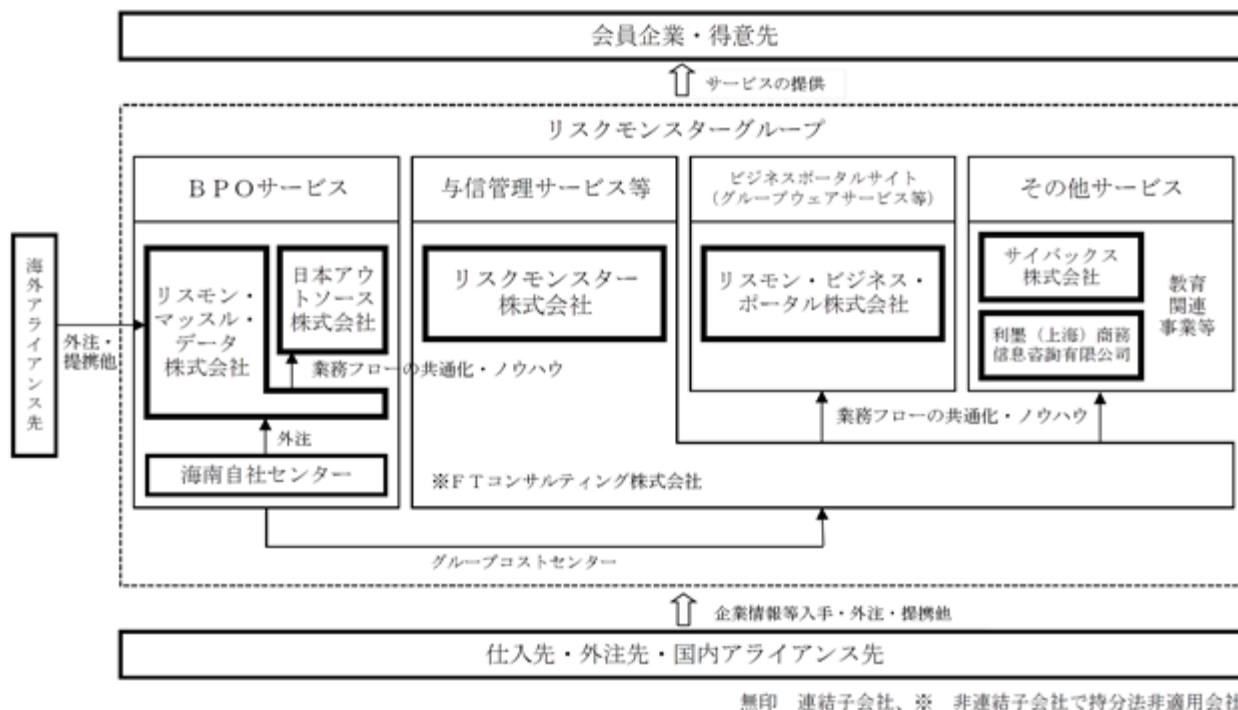 会員企業・得意先
サービスの提供
リスクモンスターグループ
BPOサービス
与信管理サービス等
ビジネスポータルサイト
(グループウェアサービス等)
その他サービス
海外アライアンス先
外注・
提携他
リスモン・
マッスル・
データ
株式会社
日本アウ
トソース
株式会社
リスクモンスター
株式会社
リスモン・ビジネス・
ポータル株式会社
サイバックス
株式会社
利墨（上海）商務
信息咨詢有限公司
教育
関連
事業等
業務フローの共通化・ノウハウ
外注
海南自社センター
業務フローの共通化・ノウハウ
※FTコンサルティング株式会社
グループコストセンター
企業情報等入手・外注・提携他
仕入先・外注先・国内アライアンス先
無印　連結子会社、※　非連結子会社で持分法非適用会社